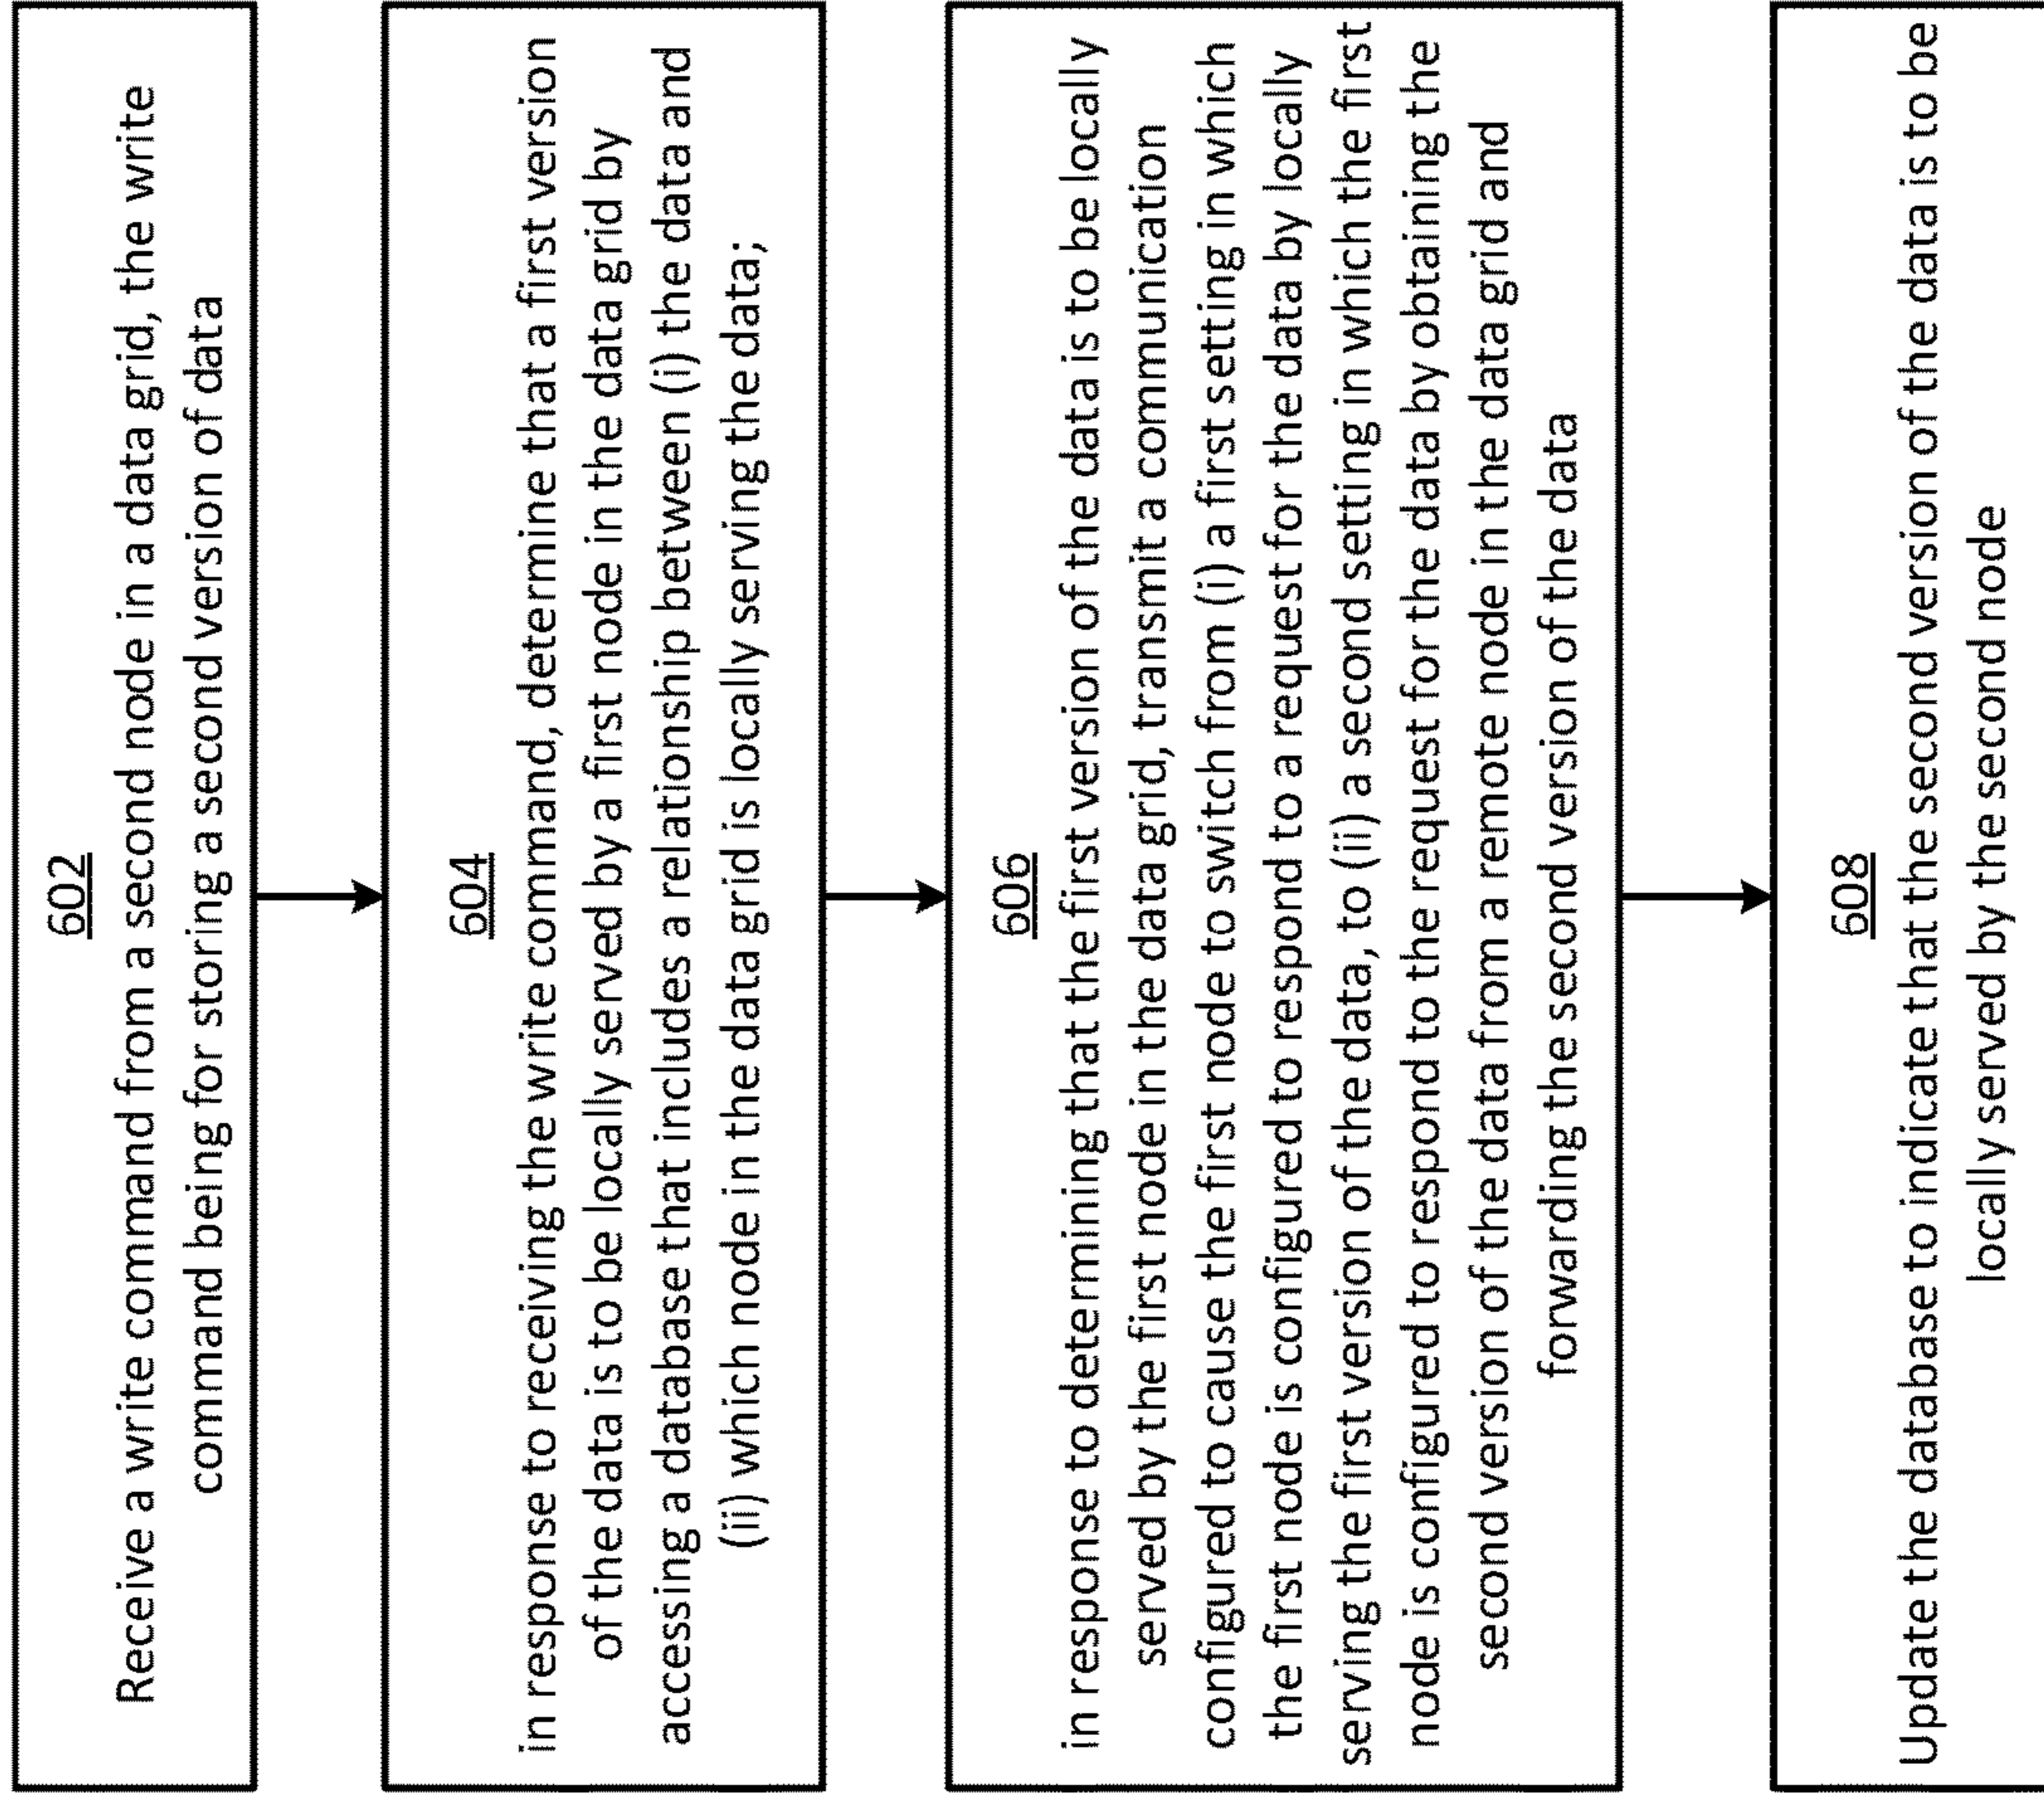 602
Receive a write command from a second node in a data grid, the write
command being for storing a second version of data
604
in response to receiving the write command, determine that a first version
of the data is to be locally served by a first node in the data grid by
accessing a database that includes a relationship between (i) the data and
(ii) which node in the data grid is locally serving the data;
606
in response to determining that the first version of the data is to be locally
served by the first node in the data grid, transmit a communication
configured to cause the first node to switch from (i) a first setting in which
the first node is configured to respond to a request for the data by locally
serving the first version of the data, to (ii) a second setting in which the first
node is configured to respond to the request for the data by obtaining the
second version of the data from a remote node in the data grid and
forwarding the second version of the data
608
Update the database to indicate that the second version of the data is to be
locally served by the second node